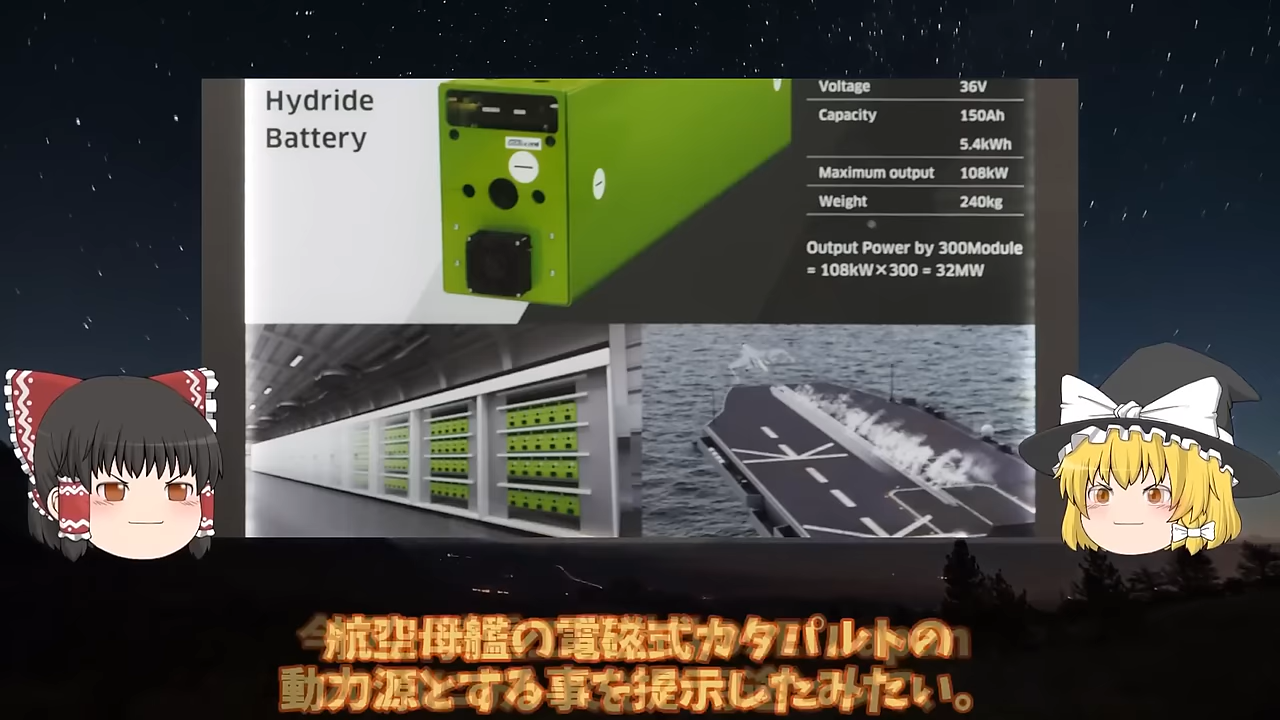 Hydride
Battery
Voltage 36V
Capacity 150Ah
5.4kWh
Maximum output 108kW
Weight 240kg
Output Power by 300Module
= 108kW×300 = 32MW
航空母艦の電磁式カタパルトの
動力源とする事を提示したみたい。